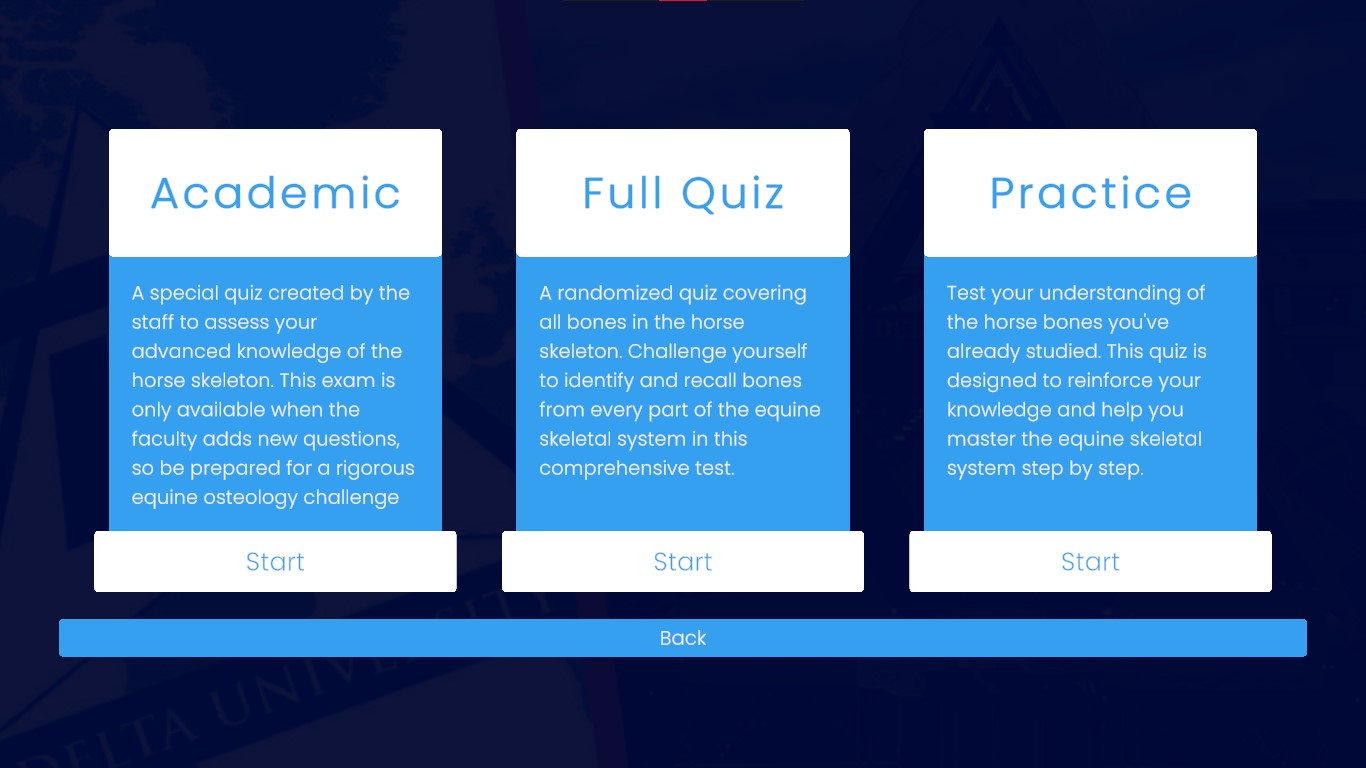 Academic
A special quiz created by the
staff to assess your
advanced knowledge of the
horse skeleton. This exam is
only available when the
faculty adds new questions,
so be prepared for a rigorous
equine osteology challenge
Start
Full Quiz
A randomized quiz covering
all bones in the horse
skeleton. Challenge yourself
to identify and recall bones
from every part of the equine
skeletal system in this
comprehensive test.
Start
Practice
Test your understanding of
the horse bones you've
already studied. This quiz is
designed to reinforce your
knowledge and help you
master the equine skeletal
system step by step.
Start
Back
DELTA UNIVERSITY